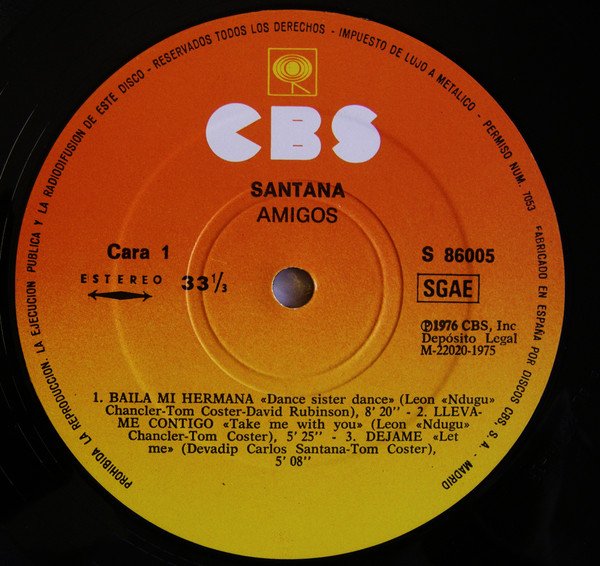 PROHIBIDA LA REPRODUCCION, LA EJECUCION PUBLICA Y LA RADIODIFUSION DE ESTE DISCO - RESERVADOS TODOS LOS DERECHOS - IMPUESTO DE LUJO A METALICO - PERMISO NUM. 7053
FABRICADO EN ESPAÑA POR DISCOS CBS, S. A. - MADRID
CBS
SANTANA
AMIGOS
Cara 1
ESTEREO
33 1/3
S 86005
SGAE
Ⓟ1976 CBS, Inc
Depósito Legal
M-22020-1975
1. BAILA MI HERMANA «Dance sister dance» (Leon «Ndugu»
Chancler-Tom Coster-David Rubinson), 8' 20'' - 2. LLEVA-
ME CONTIGO «Take me with you» (Leon «Ndugu»
Chancler-Tom Coster), 5' 25'' - 3. DEJAME «Let
me» (Devadip Carlos Santana-Tom Coster),
5' 08''